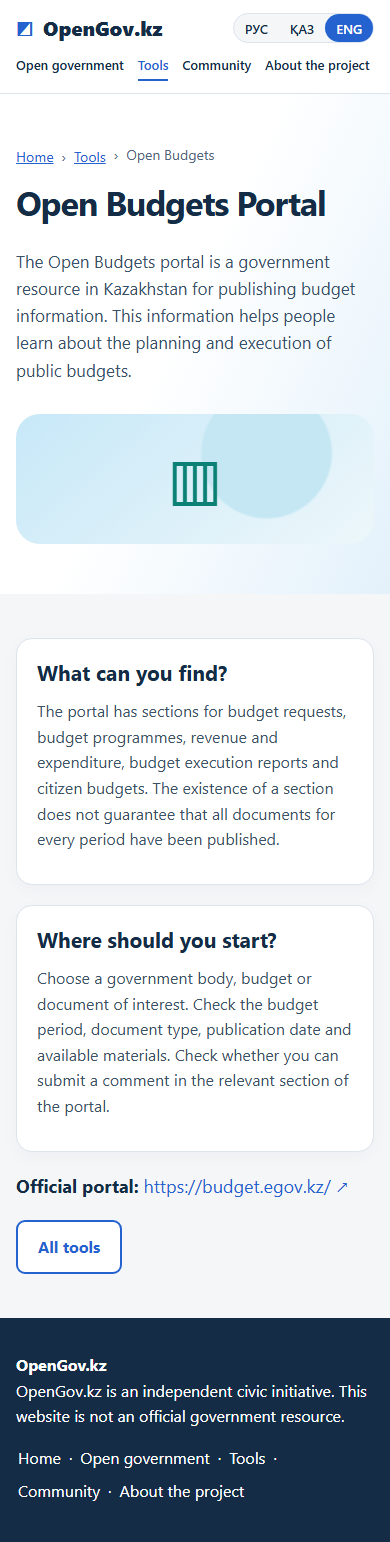 OpenGov.kz
РУС ҚАЗ ENG
Open government Tools Community About the project
Home › Tools › Open Budgets
Open Budgets Portal
The Open Budgets portal is a government
resource in Kazakhstan for publishing budget
information. This information helps people
learn about the planning and execution of
public budgets.
What can you find?
The portal has sections for budget requests,
budget programmes, revenue and
expenditure, budget execution reports and
citizen budgets. The existence of a section
does not guarantee that all documents for
every period have been published.
Where should you start?
Choose a government body, budget or
document of interest. Check the budget
period, document type, publication date and
available materials. Check whether you can
submit a comment in the relevant section of
the portal.
Official portal: https://budget.egov.kz/ ↗
All tools
OpenGov.kz
OpenGov.kz is an independent civic initiative. This
website is not an official government resource.
Home · Open government · Tools ·
Community · About the project